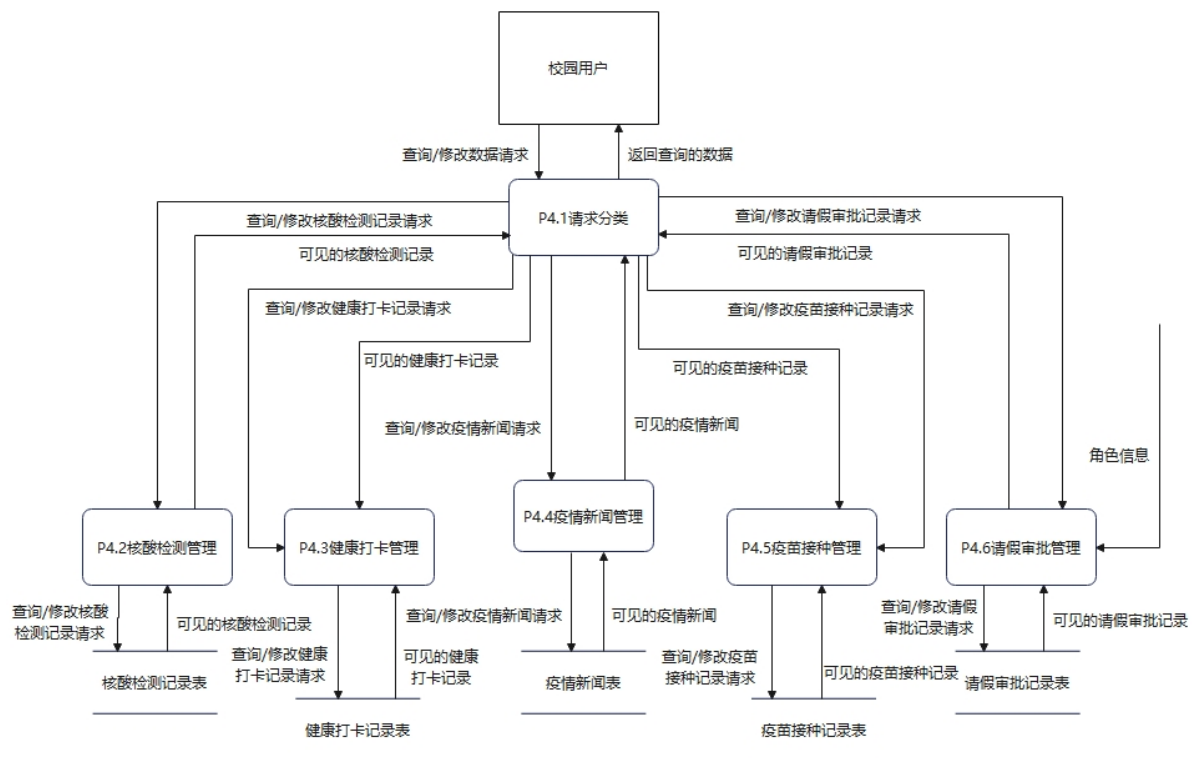 校园用户
查询/修改数据请求
返回查询的数据
P4.1请求分类
查询/修改核酸检测记录请求
查询/修改请假审批记录请求
可见的核酸检测记录
可见的请假审批记录
查询/修改健康打卡记录请求
查询/修改疫苗接种记录请求
可见的健康打卡记录
可见的疫苗接种记录
查询/修改疫情新闻请求
可见的疫情新闻
角色信息
P4.2核酸检测管理
P4.3健康打卡管理
P4.4疫情新闻管理
P4.5疫苗接种管理
P4.6请假审批管理
查询/修改核酸
检测记录请求
可见的核酸检测记录
查询/修改健康
打卡记录请求
可见的健康
打卡记录
查询/修改疫情新闻请求
可见的疫情新闻
查询/修改疫苗
接种记录请求
可见的疫苗接种记录
查询/修改请假
审批记录请求
可见的请假审批记录
核酸检测记录表
健康打卡记录表
疫情新闻表
疫苗接种记录表
请假审批记录表